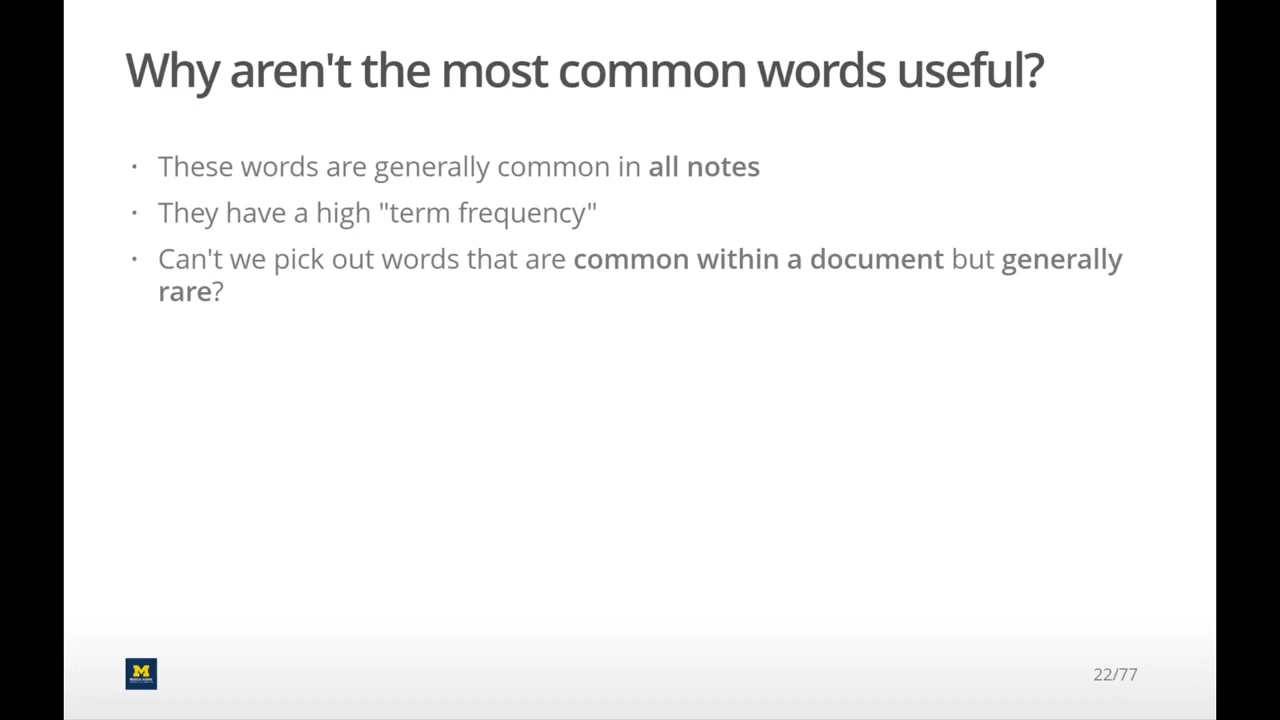 Why aren't the most common words useful?
· These words are generally common in all notes
· They have a high "term frequency"
· Can't we pick out words that are common within a document but generally
rare?
M
22/77